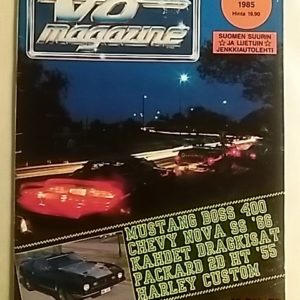 V8
magazine
1985
Hinta 18,90
SUOMEN SUURIN
☆ JA LUETUIN ☆
JENKKIAUTOLEHTI
MUSTANG BOSS 400
CHEVY NOVA SS '66
KAHDET DRAGKISAT
PACKARD 2D HT '55
HARLEY CUSTOM